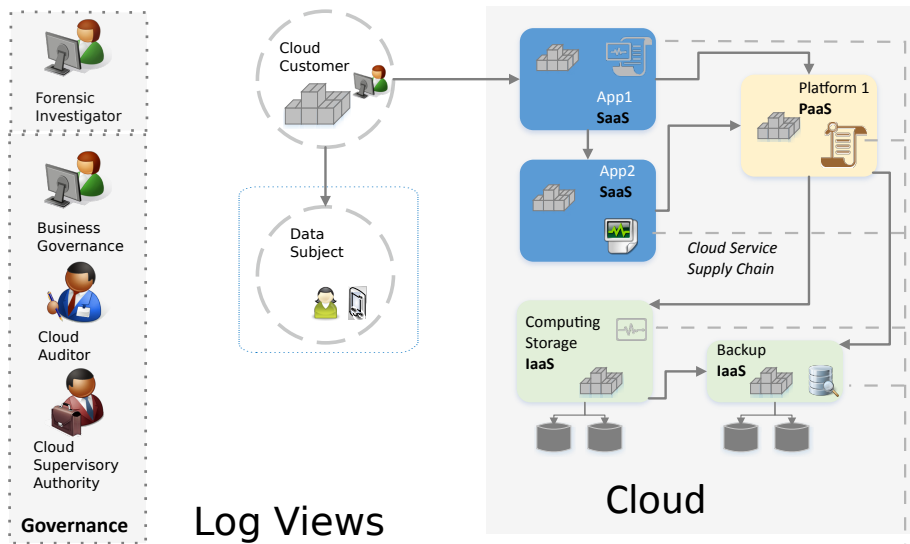 Forensic
Investigator
Business
Governance
Cloud
Auditor
Cloud
Supervisory
Authority
Governance
Cloud
Customer
Data
Subject
Log Views
App1
SaaS
App2
SaaS
Platform 1
PaaS
Cloud Service
Supply Chain
Computing
Storage
IaaS
Backup
IaaS
Cloud